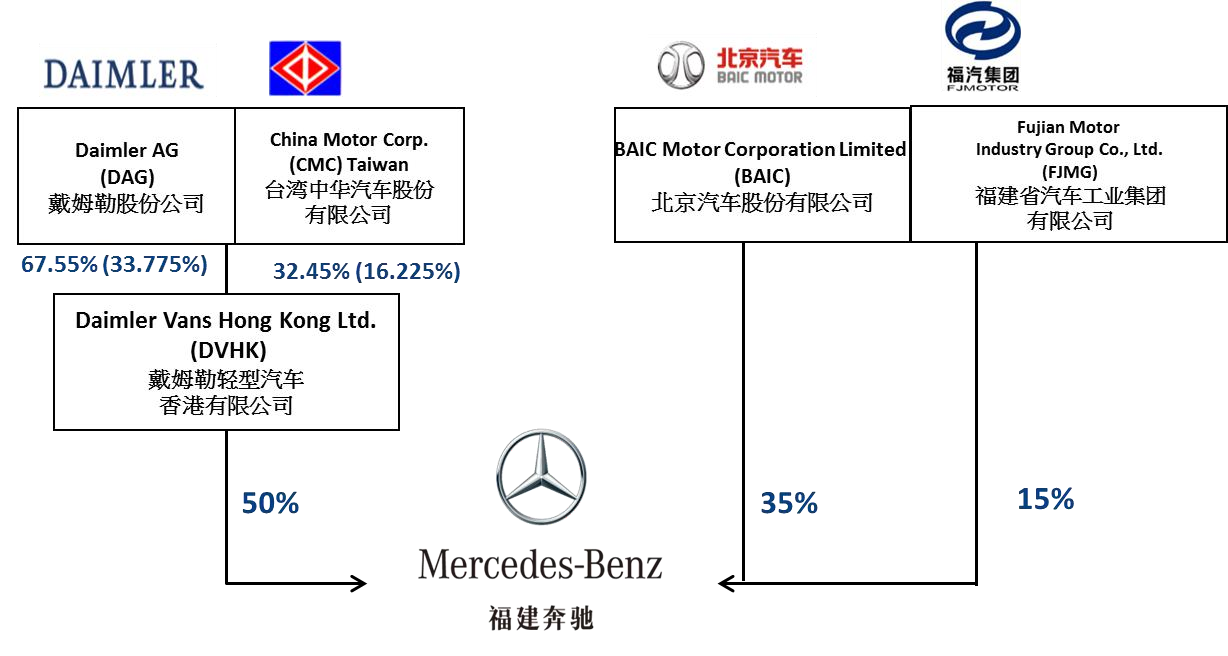 DAIMLER
北京汽车
BAIC MOTOR
福汽集团
FJMOTOR
Daimler AG
(DAG)
戴姆勒股份公司
China Motor Corp.
(CMC) Taiwan
台湾中华汽车股份
有限公司
BAIC Motor Corporation Limited
(BAIC)
北京汽车股份有限公司
Fujian Motor
Industry Group Co., Ltd.
(FJMG)
福建省汽车工业集团
有限公司
67.55% (33.775%)
32.45% (16.225%)
Daimler Vans Hong Kong Ltd.
(DVHK)
戴姆勒轻型汽车
香港有限公司
50%
35%
15%
Mercedes-Benz
福建奔驰